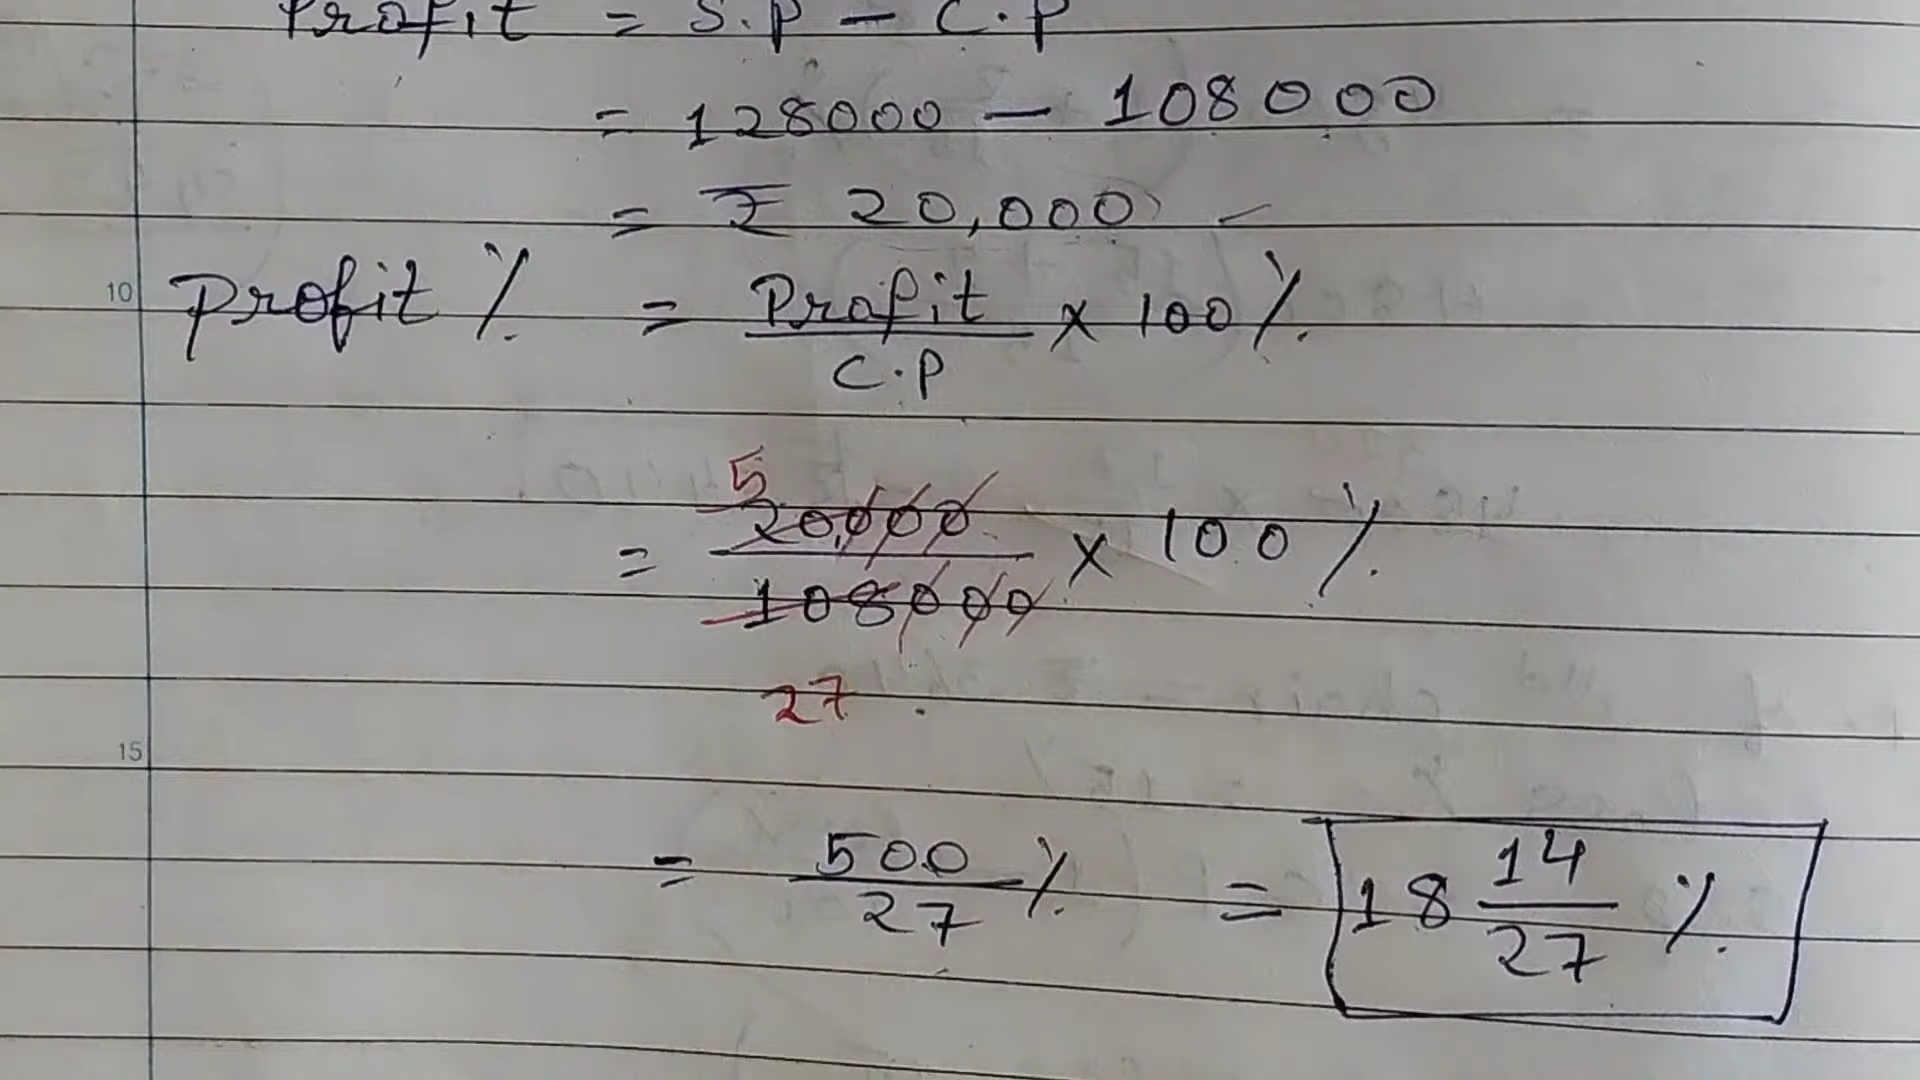 Profit = S.P – C.P
= 128000 – 108000
= ₹ 20,000
10 Profit % = Profit/C.P × 100%
5
= 20,000/108000 × 100%
27
15
= 500/27 % = 18 14/27 %